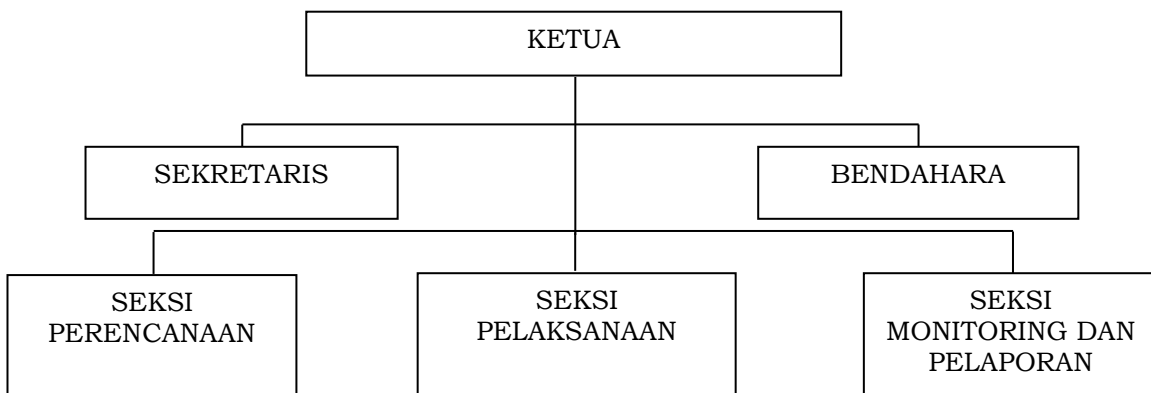 KETUA
SEKRETARIS
BENDAHARA
SEKSI
PERENCANAAN
SEKSI
PELAKSANAAN
SEKSI
MONITORING DAN
PELAPORAN